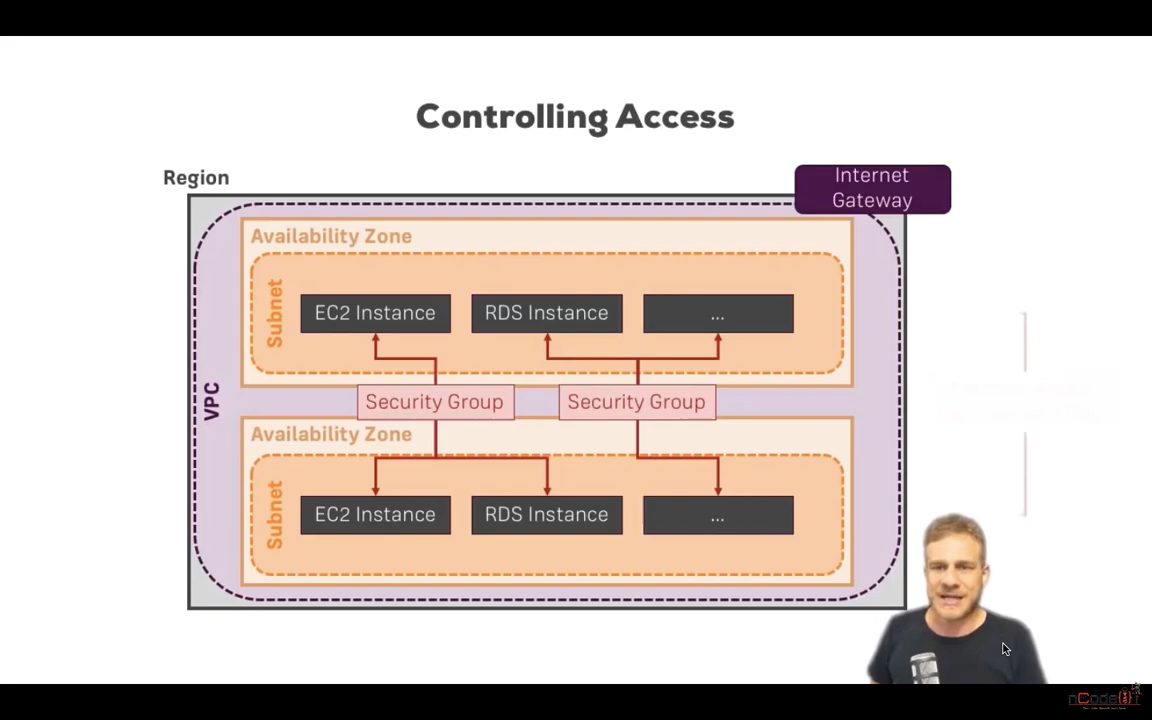 Controlling Access
Region
Internet
Gateway
Availability Zone
Subnet
EC2 Instance
RDS Instance
...
VPC
Security Group
Security Group
Availability Zone
Subnet
EC2 Instance
RDS Instance
...